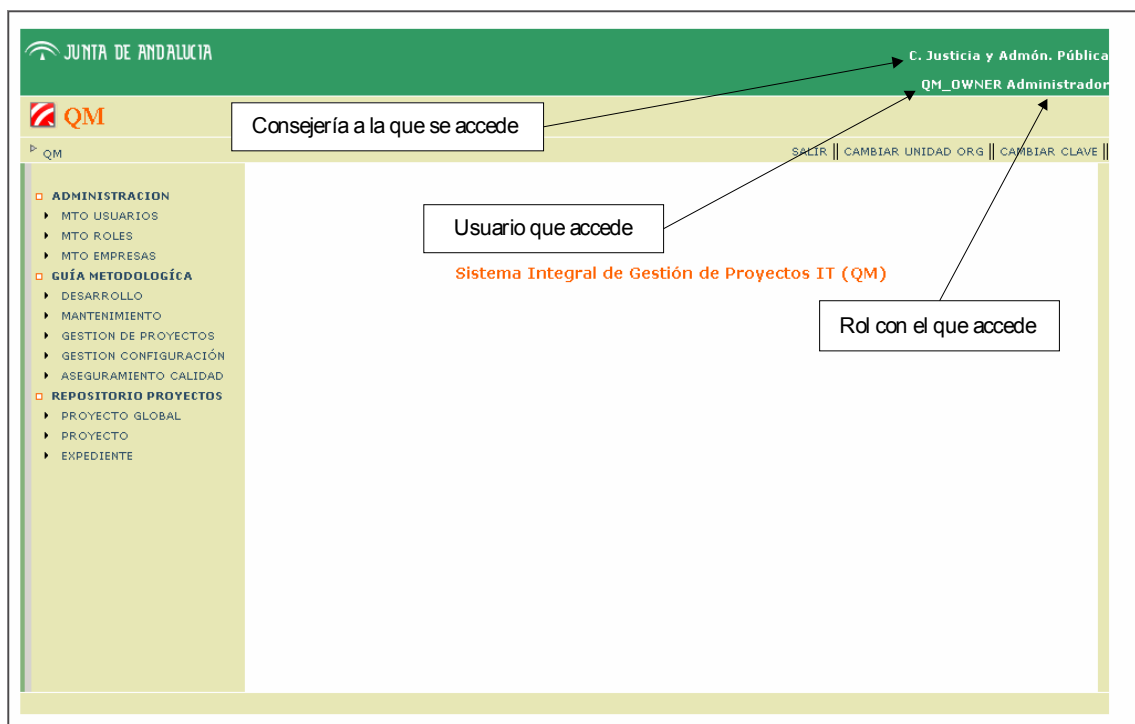 JUNTA DE ANDALUCIA
C. Justicia y Admón. Pública
QM_OWNER Administrador
QM
Consejería a la que se accede
QM
SALIR || CAMBIAR UNIDAD ORG || CAMBIAR CLAVE ||
ADMINISTRACION
MTO USUARIOS
MTO ROLES
MTO EMPRESAS
GUÍA METODOLOGÍCA
DESARROLLO
MANTENIMIENTO
GESTION DE PROYECTOS
GESTION CONFIGURACIÓN
ASEGURAMIENTO CALIDAD
REPOSITORIO PROYECTOS
PROYECTO GLOBAL
PROYECTO
EXPEDIENTE
Usuario que accede
Sistema Integral de Gestión de Proyectos IT (QM)
Rol con el que accede